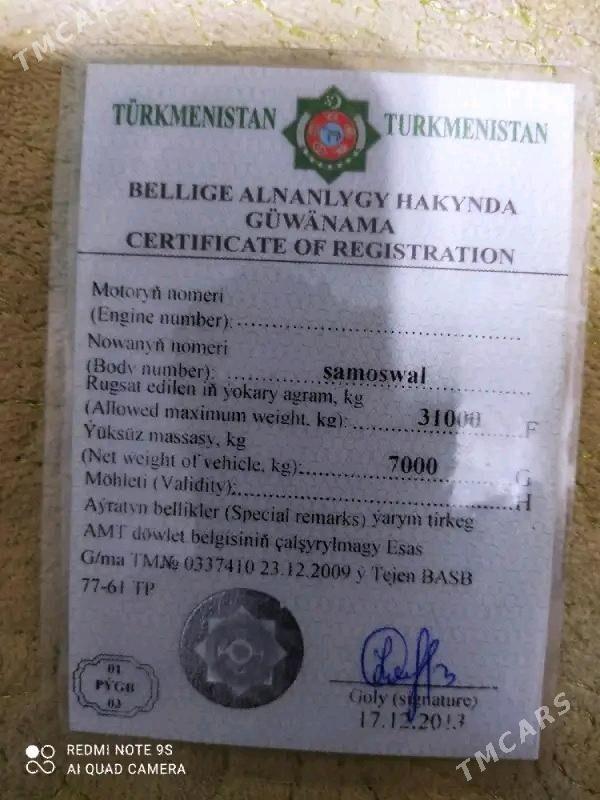 TMCARS
TÜRKMENISTAN TURKMENISTAN
BELLIGE ALNANLYGY HAKYNDA
GÜWÄNAMA
CERTIFICATE OF REGISTRATION
Motoryň nomeri
(Engine number):
Nowanyň nomeri
(Body number): samoswal
Rugsat edilen iň ýokary agram, kg
(Allowed maximum weight, kg): 31000 F
Ýüksüz massasy, kg
(Net weight of vehicle, kg): 7000 G
Möhleti (Validity): H
Aýratyn bellikler (Special remarks) ýarym tirkeg
AMT döwlet belgisiniň çalşyrylmagy Esas
G/ma TM№ 0337410 23.12.2009 ý Tejen BASB
77-61 TP
01
PÝGB
03
Goly (signature)
17.12.2013
REDMI NOTE 9S
AI QUAD CAMERA
TMCARS